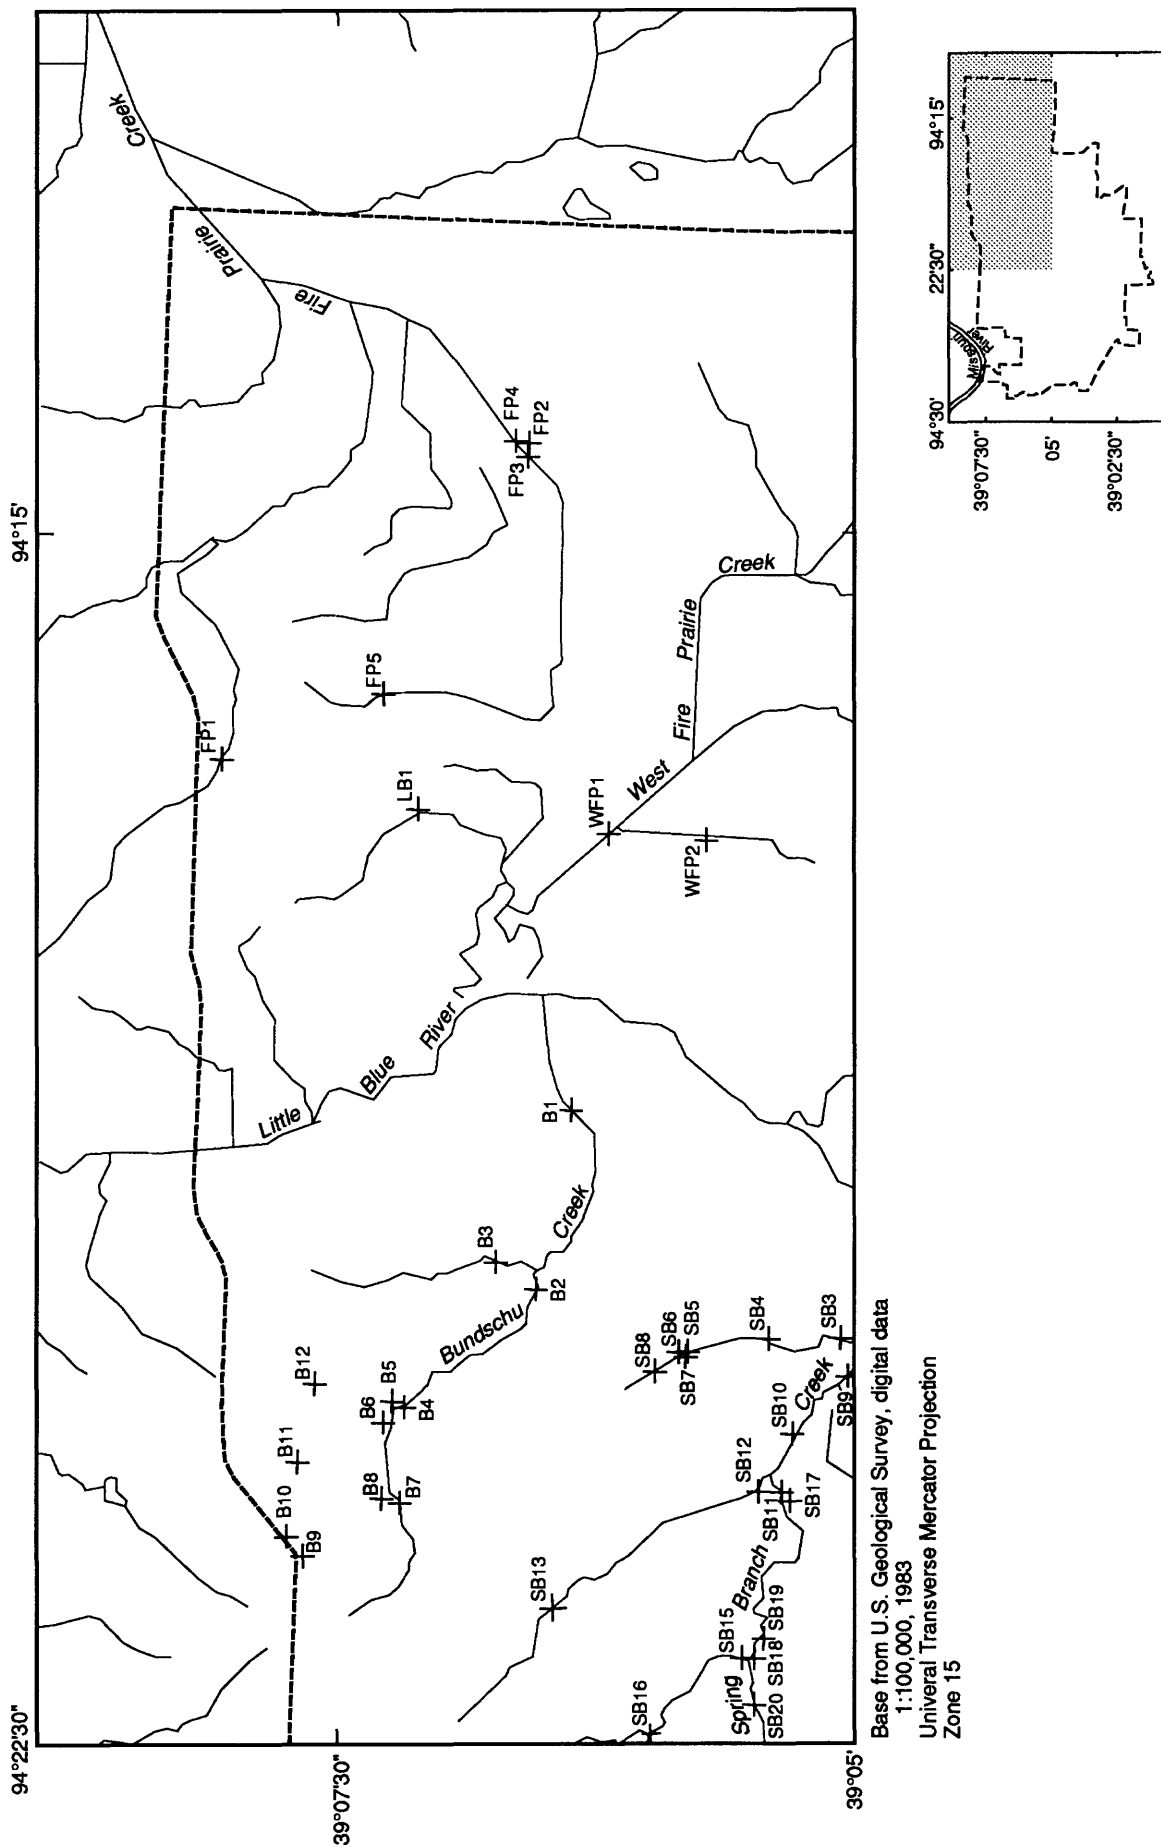 94°22'30"
94°15'
39°07'30"
39°05'
Creek
Prairie
Fire
FP4
FP2
FP3
FP5
FP1
LB1
Creek
Prairie
Fire
West
WFP1
WFP2
Little
Blue
River
B1
B3
Creek
B2
Bundschu
B12
B5
B6
B4
B11
B8
B7
B10
B9
SB8
SB6
SB5
SB7
SB4
SB3
Creek
SB9
SB10
SB12
SB11
SB17
SB13
Branch
SB19
SB15
SB18
SB16
Spring
SB20
Base from U.S. Geological Survey, digital data
1:100,000, 1983
Univeral Transverse Mercator Projection
Zone 15
94°30'
22'30"
94°15'
39°07'30"
05'
39°02'30"
Missouri
River